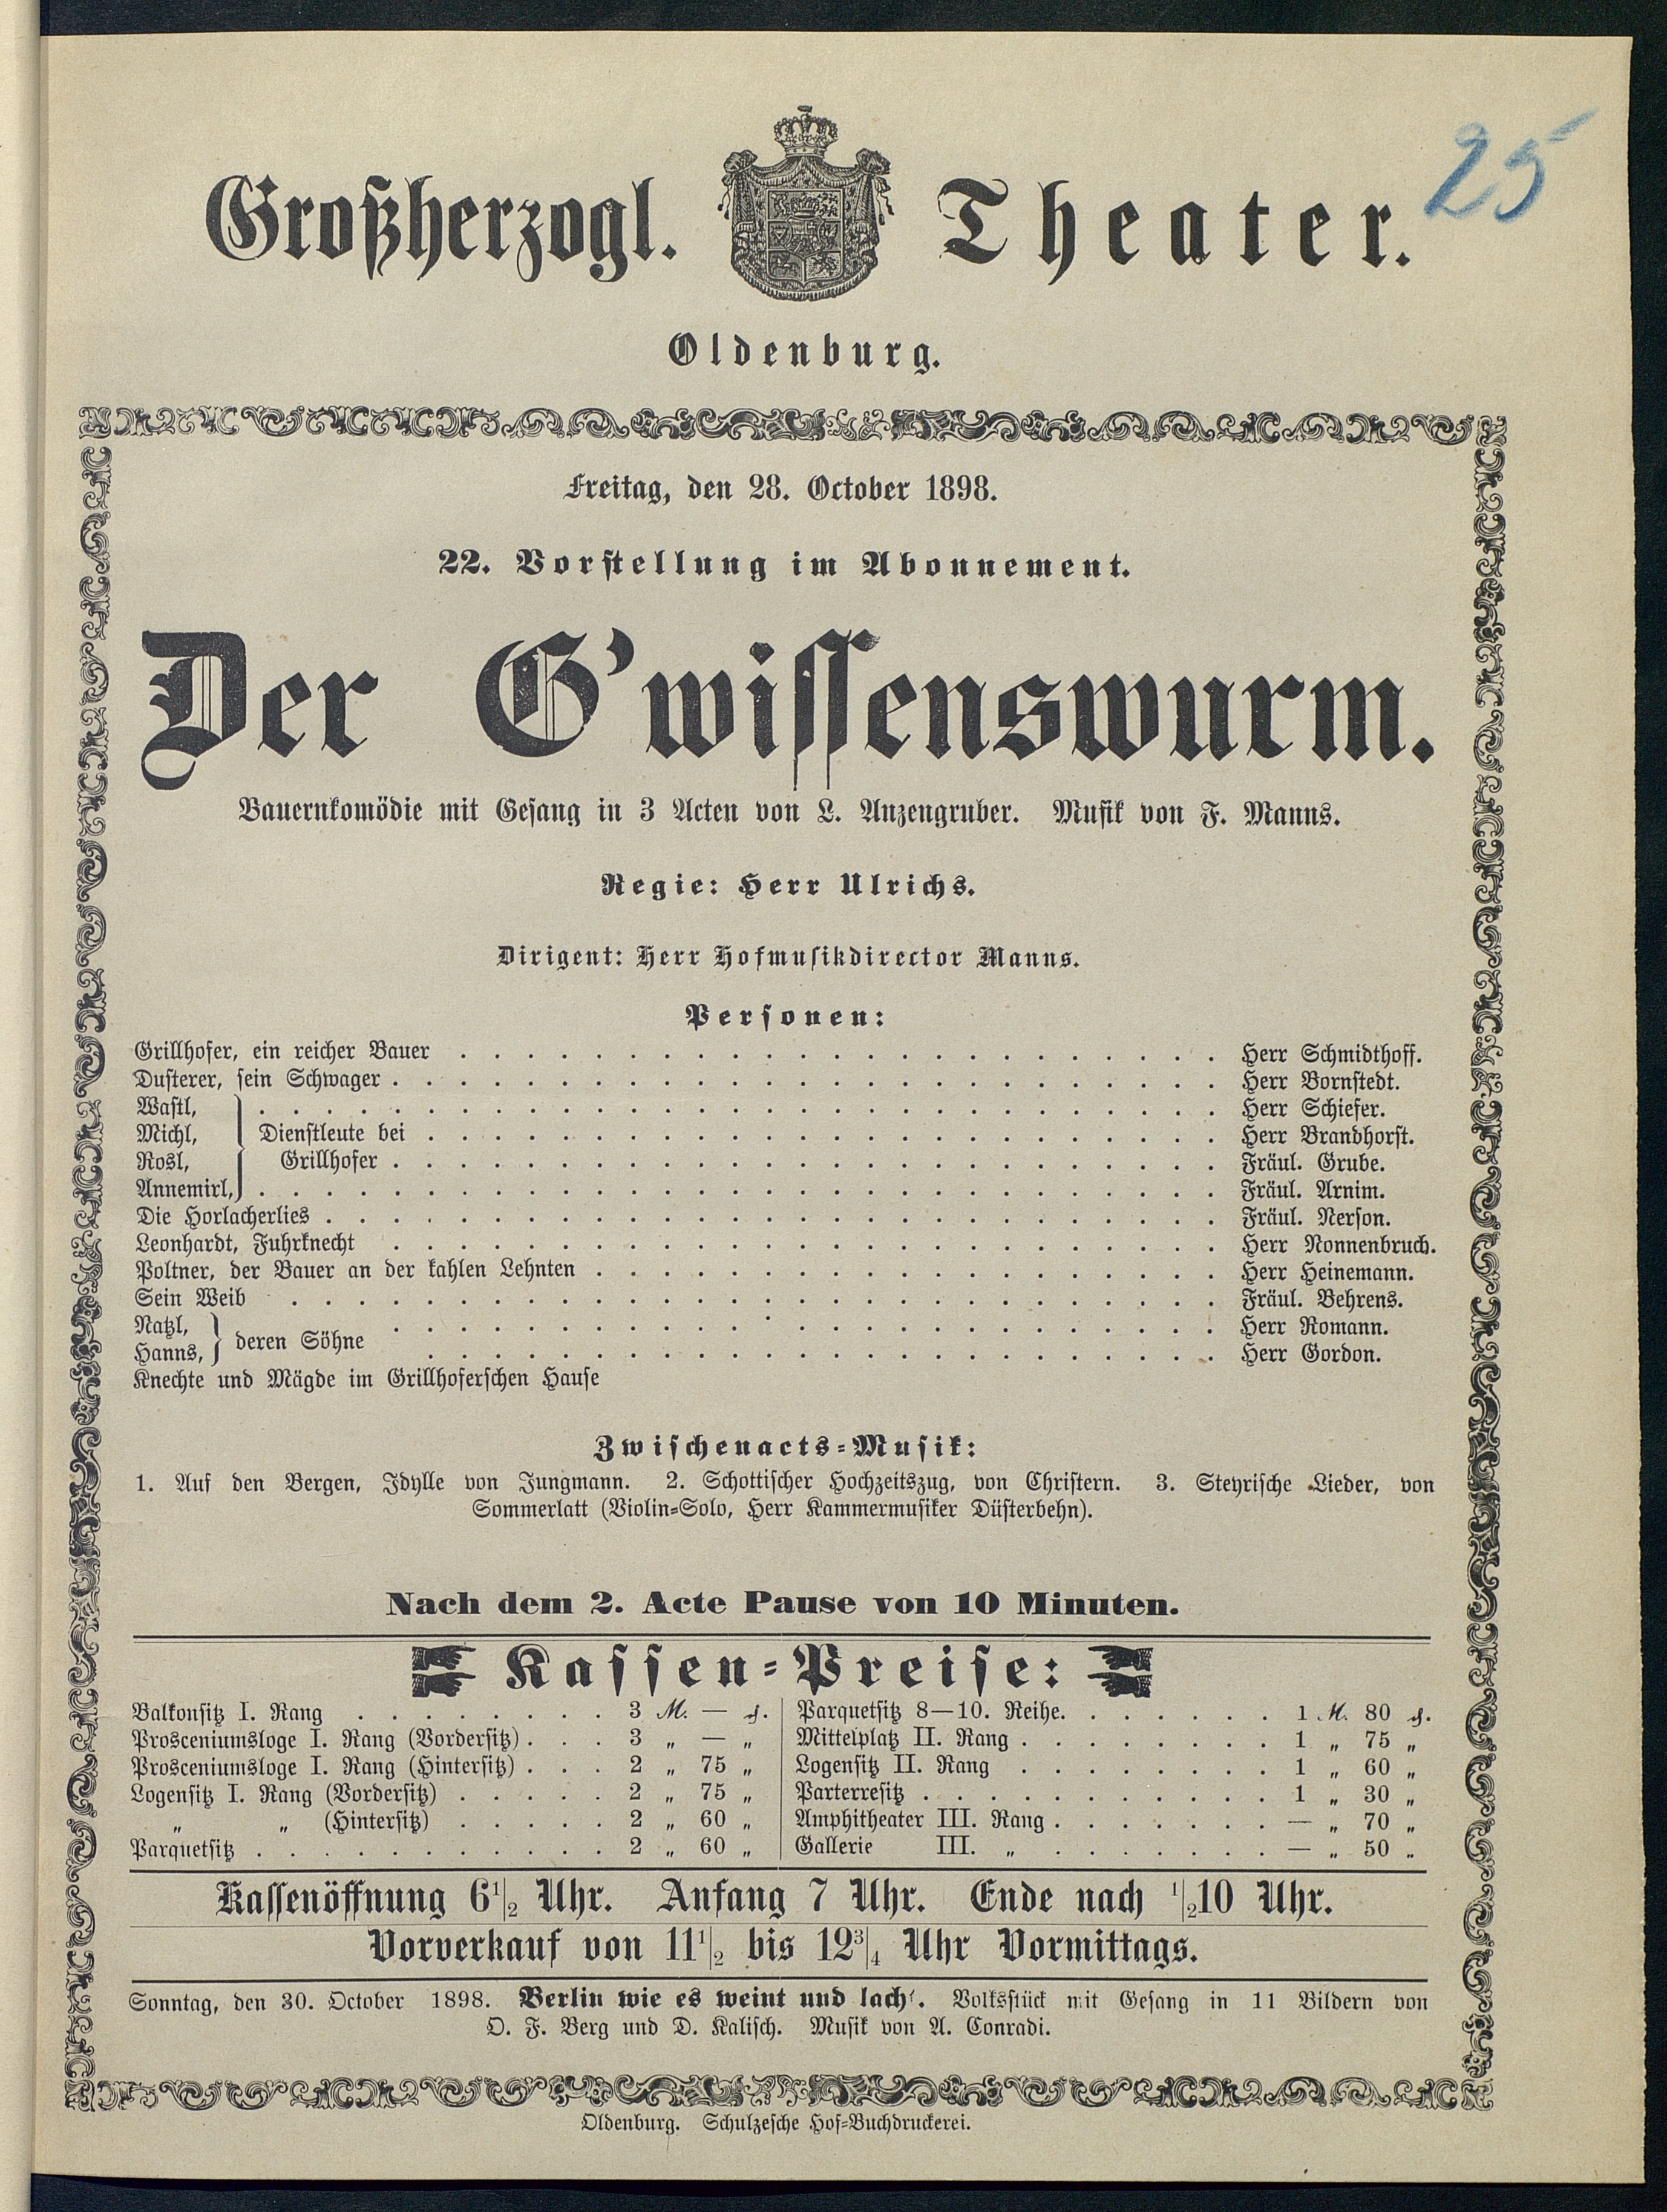 25
Großherzogl. Theater.
Oldenburg.
Freitag, den 28. October 1898.
22. Vorstellung im Abonnement.
Der G'wissenswurm.
Bauernkomödie mit Gesang in 3 Acten von L. Anzengruber. Musik von F. Manns.
Regie: Herr Ulrichs.
Dirigent: Herr Hofmusikdirector Manns.
Personen:
Grillhofer, ein reicher Bauer . . . . . Herr Schmidthoff.
Dusterer, sein Schwager . . . . . Herr Bornstedt.
Wastl, } . . . . . Herr Schiefer.
Michl, } Dienstleute bei . . . . . Herr Brandhorst.
Rosl, } Grillhofer . . . . . Fräul. Grube.
Annemirl, } . . . . . Fräul. Arnim.
Die Horlacherlies . . . . . Fräul. Nerson.
Leonhardt, Fuhrknecht . . . . . Herr Nonnenbruch.
Poltner, der Bauer an der kahlen Lehnten . . . . . Herr Heinemann.
Sein Weib . . . . . Fräul. Behrens.
Natzl, } deren Söhne . . . . . Herr Romann.
Hanns, } . . . . . Herr Gordon.
Knechte und Mägde im Grillhoferschen Hause
Zwischenacts-Musik:
1. Auf den Bergen, Idylle von Jungmann. 2. Schottischer Hochzeitszug, von Christern. 3. Steyrische Lieder, von
Sommerlatt (Violin-Solo, Herr Kammermusiker Düsterbehn).
Nach dem 2. Acte Pause von 10 Minuten.
Kassen-Preise:
Balkonsitz I. Rang . . . 3 M. — ₰.
Prosceniumsloge I. Rang (Vordersitz) . . . 3 „ — „
Prosceniumsloge I. Rang (Hintersitz) . . . 2 „ 75 „
Logensitz I. Rang (Vordersitz) . . . 2 „ 75 „
„ „ (Hintersitz) . . . 2 „ 60 „
Parquetsitz . . . 2 „ 60 „
Parquetsitz 8—10. Reihe. . . . 1 M. 80 ₰.
Mittelplatz II. Rang . . . 1 „ 75 „
Logensitz II. Rang . . . 1 „ 60 „
Parterresitz . . . 1 „ 30 „
Amphitheater III. Rang . . . — „ 70 „
Gallerie III. „ . . . — „ 50 „
Kassenöffnung 6 1/2 Uhr. Anfang 7 Uhr. Ende nach 1/2 10 Uhr.
Vorverkauf von 11 1/2 bis 12 3/4 Uhr Vormittags.
Sonntag, den 30. October 1898. Berlin wie es weint und lacht. Volksstück mit Gesang in 11 Bildern von
O. F. Berg und D. Kalisch. Musik von A. Conradi.
Oldenburg. Schulzesche Hof-Buchdruckerei.